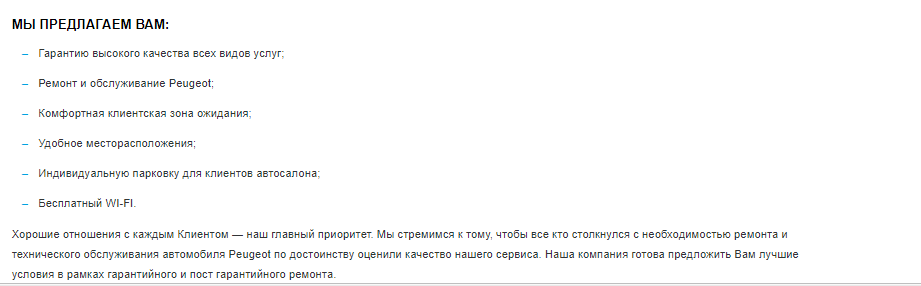 МЫ ПРЕДЛАГАЕМ ВАМ:
– Гарантию высокого качества всех видов услуг;
– Ремонт и обслуживание Peugeot;
– Комфортная клиентская зона ожидания;
– Удобное месторасположения;
– Индивидуальную парковку для клиентов автосалона;
– Бесплатный WI-FI.
Хорошие отношения с каждым Клиентом — наш главный приоритет. Мы стремимся к тому, чтобы все кто столкнулся с необходимостью ремонта и
технического обслуживания автомобиля Peugeot по достоинству оценили качество нашего сервиса. Наша компания готова предложить Вам лучшие
условия в рамках гарантийного и пост гарантийного ремонта.